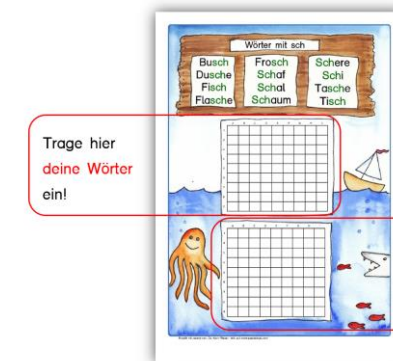 Wörter mit sch
Busch
Dusche
Fisch
Flasche
Frosch
Schaf
Schal
Schaum
Schere
Schi
Tasche
Tisch
Trage hier
deine Wörter
ein!